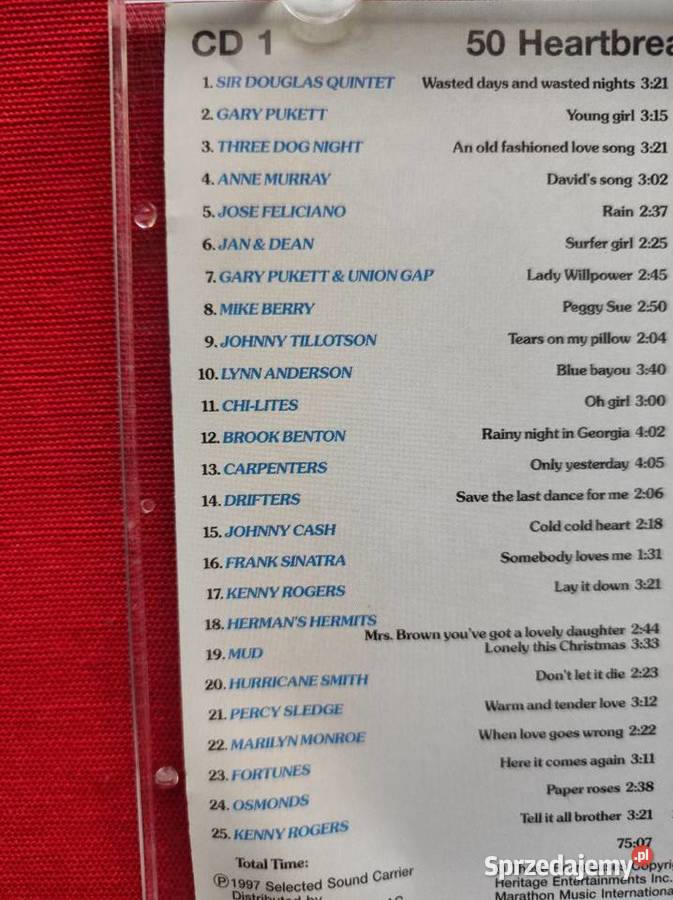 CD 1 50 Heartbrea
1. SIR DOUGLAS QUINTET Wasted days and wasted nights 3:21
2. GARY PUKETT Young girl 3:15
3. THREE DOG NIGHT An old fashioned love song 3:21
4. ANNE MURRAY David's song 3:02
5. JOSE FELICIANO Rain 2:37
6. JAN & DEAN Surfer girl 2:25
7. GARY PUKETT & UNION GAP Lady Willpower 2:45
8. MIKE BERRY Peggy Sue 2:50
9. JOHNNY TILLOTSON Tears on my pillow 2:04
10. LYNN ANDERSON Blue bayou 3:40
11. CHI-LITES Oh girl 3:00
12. BROOK BENTON Rainy night in Georgia 4:02
13. CARPENTERS Only yesterday 4:05
14. DRIFTERS Save the last dance for me 2:06
15. JOHNNY CASH Cold cold heart 2:18
16. FRANK SINATRA Somebody loves me 1:31
17. KENNY ROGERS Lay it down 3:21
18. HERMAN'S HERMITS
Mrs. Brown you've got a lovely daughter 2:44
19. MUD Lonely this Christmas 3:33
20. HURRICANE SMITH Don't let it die 2:23
21. PERCY SLEDGE Warm and tender love 3:12
22. MARILYN MONROE When love goes wrong 2:22
23. FORTUNES Here it comes again 3:11
24. OSMONDS Paper roses 2:38
25. KENNY ROGERS Tell it all brother 3:21
Total Time: 75:07
Ⓟ1997 Selected Sound Carrier
Distributed by
Heritage Entertainments Inc.
Marathon Music International
Sprzedajemy.pl